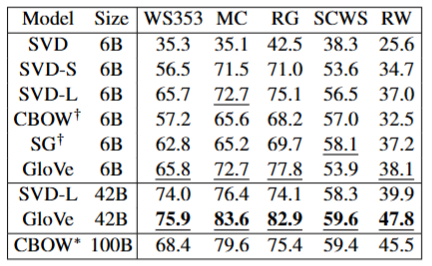 Model Size WS353 MC RG SCWS RW
SVD 6B 35.3 35.1 42.5 38.3 25.6
SVD-S 6B 56.5 71.5 71.0 53.6 34.7
SVD-L 6B 65.7 72.7 75.1 56.5 37.0
CBOW† 6B 57.2 65.6 68.2 57.0 32.5
SG† 6B 62.8 65.2 69.7 58.1 37.2
GloVe 6B 65.8 72.7 77.8 53.9 38.1
SVD-L 42B 74.0 76.4 74.1 58.3 39.9
GloVe 42B 75.9 83.6 82.9 59.6 47.8
CBOW* 100B 68.4 79.6 75.4 59.4 45.5